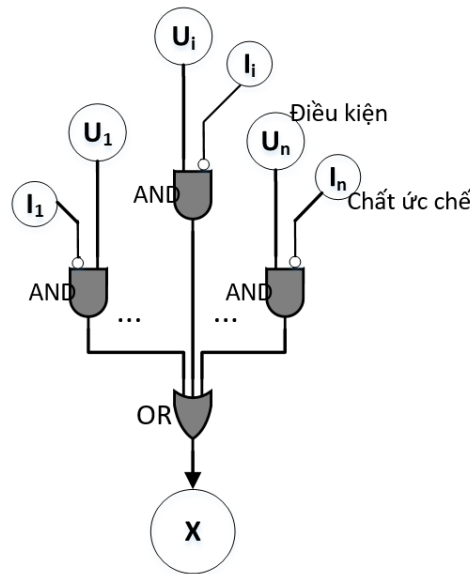 Uᵢ
Iᵢ
Điều kiện
U₁
Uₙ
AND
I₁
Iₙ
Chất ức chế
AND
AND
... ...
OR
X